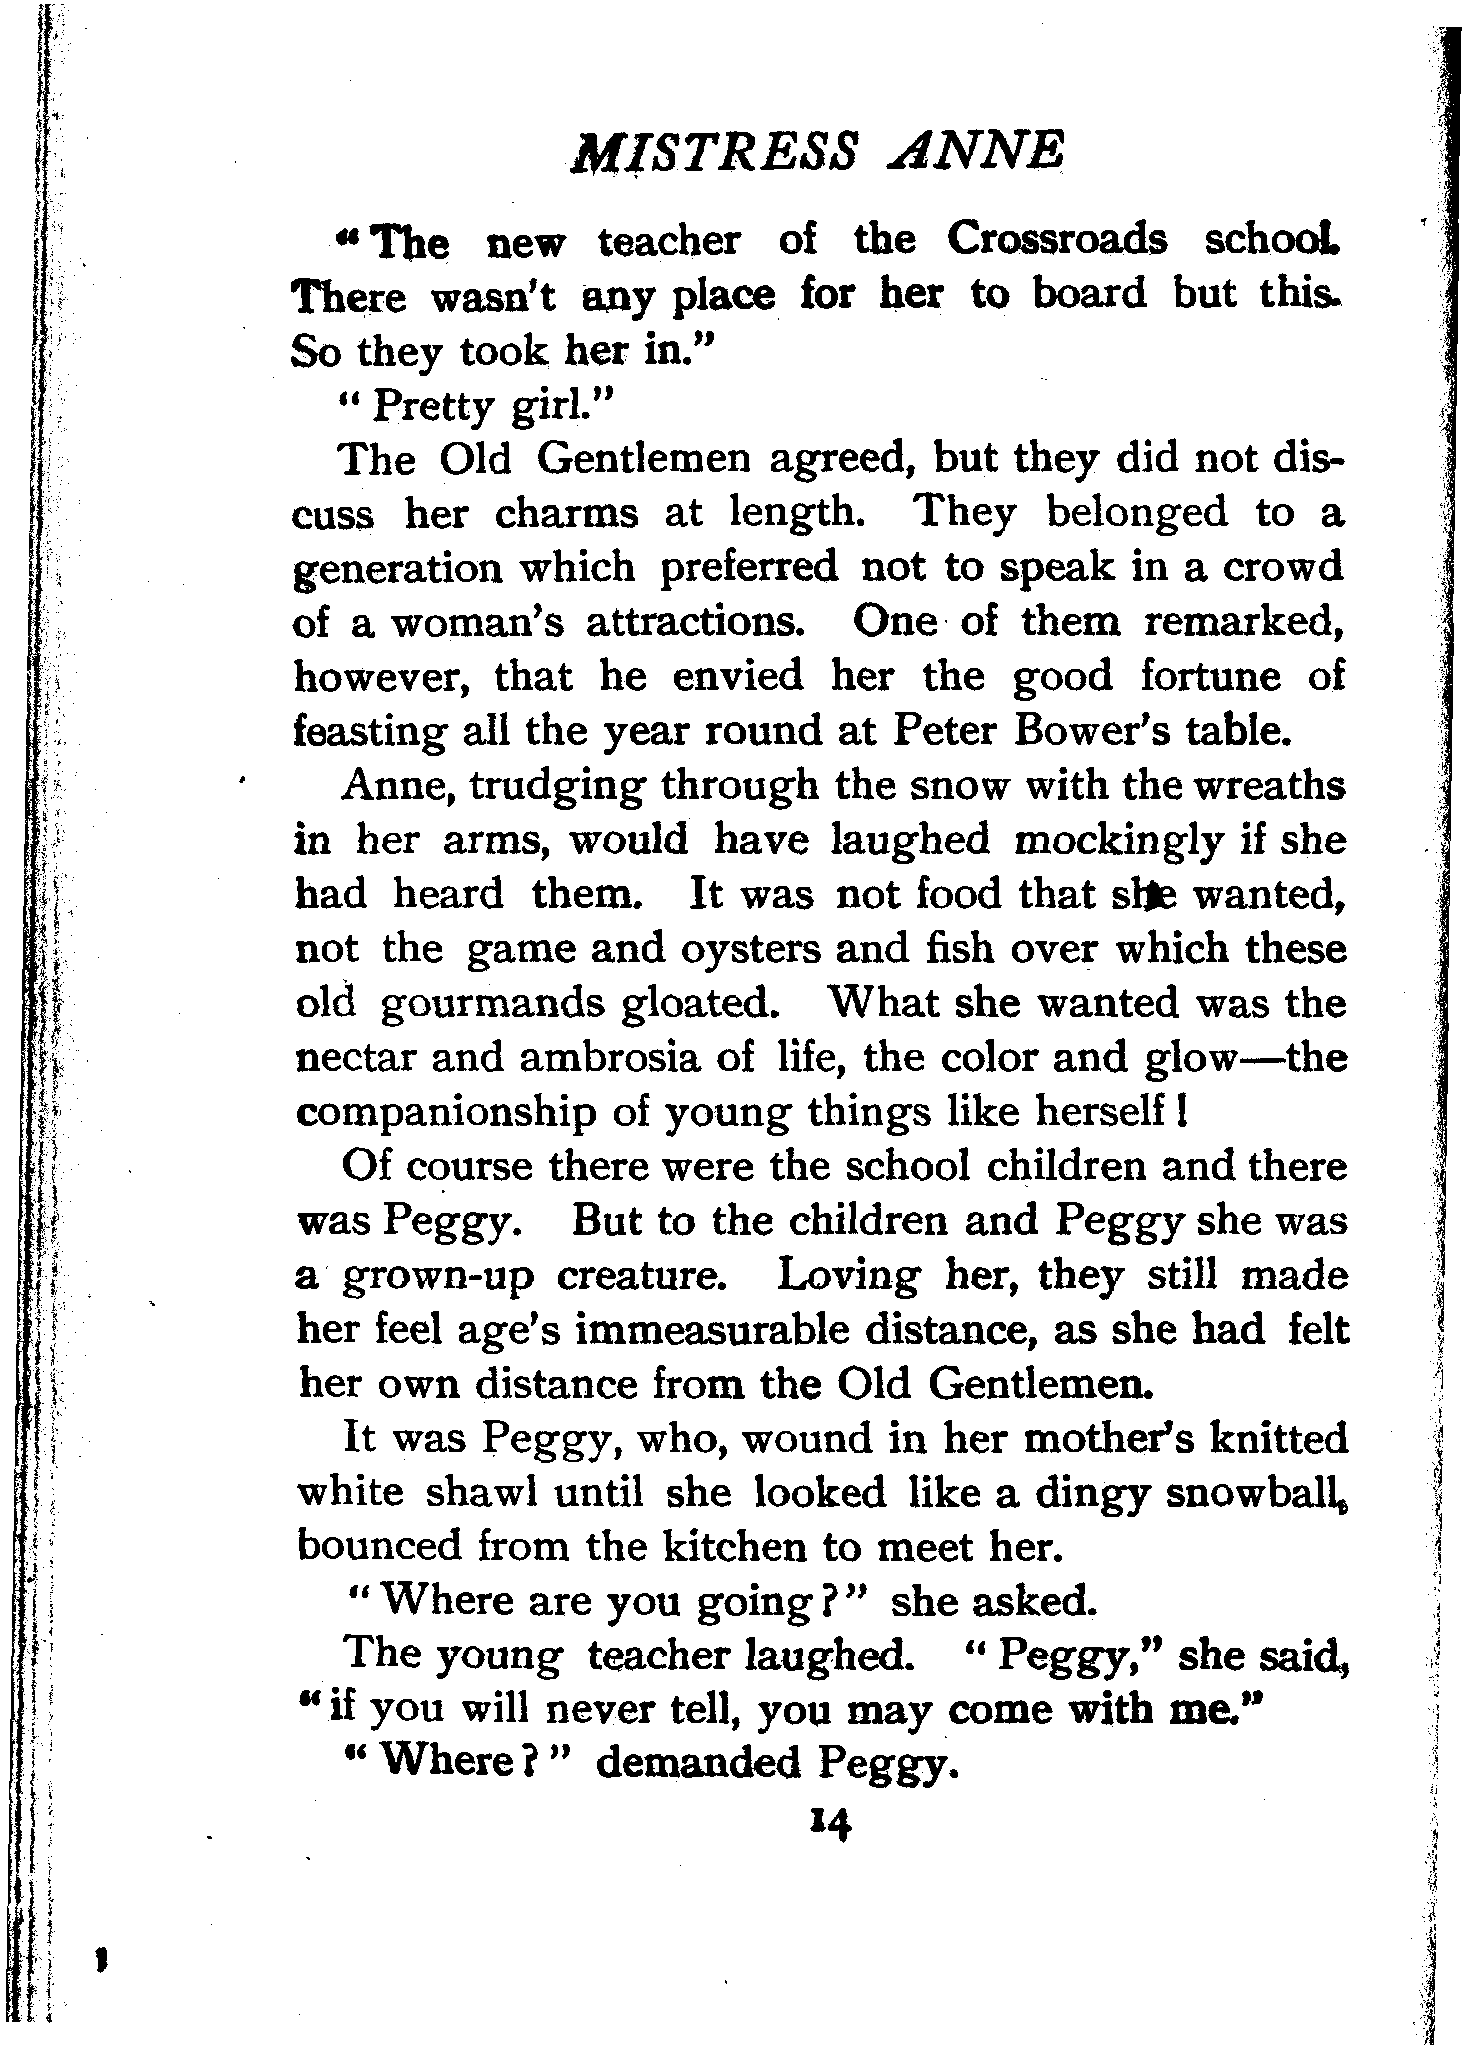 MISTRESS ANNE
"The new teacher of the Crossroads school.
There wasn't any place for her to board but this.
So they took her in."
"Pretty girl."
The Old Gentlemen agreed, but they did not dis-
cuss her charms at length. They belonged to a
generation which preferred not to speak in a crowd
of a woman's attractions. One of them remarked,
however, that he envied her the good fortune of
feasting all the year round at Peter Bower's table.
Anne, trudging through the snow with the wreaths
in her arms, would have laughed mockingly if she
had heard them. It was not food that she wanted,
not the game and oysters and fish over which these
old gourmands gloated. What she wanted was the
nectar and ambrosia of life, the color and glow—the
companionship of young things like herself!
Of course there were the school children and there
was Peggy. But to the children and Peggy she was
a grown-up creature. Loving her, they still made
her feel age's immeasurable distance, as she had felt
her own distance from the Old Gentlemen.
It was Peggy, who, wound in her mother's knitted
white shawl until she looked like a dingy snowball,
bounced from the kitchen to meet her.
"Where are you going?" she asked.
The young teacher laughed. "Peggy," she said,
"if you will never tell, you may come with me."
"Where?" demanded Peggy.
14